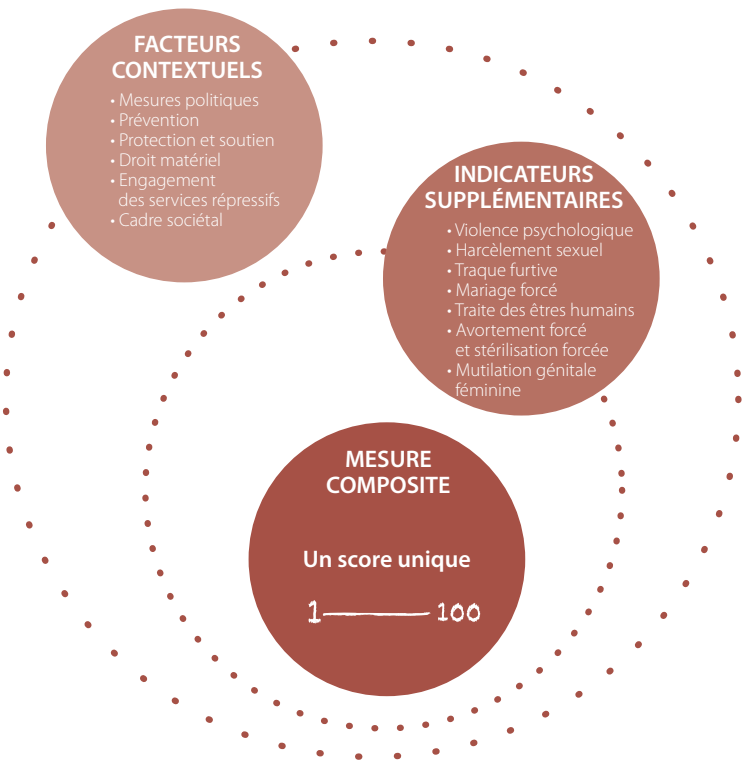 FACTEURS
CONTEXTUELS
• Mesures politiques
• Prévention
• Protection et soutien
• Droit matériel
• Engagement
des services répressifs
• Cadre sociétal
INDICATEURS
SUPPLÉMENTAIRES
• Violence psychologique
• Harcèlement sexuel
• Traque furtive
• Mariage forcé
• Traite des êtres humains
• Avortement forcé
et stérilisation forcée
• Mutilation génitale
féminine
MESURE
COMPOSITE
Un score unique
1 100